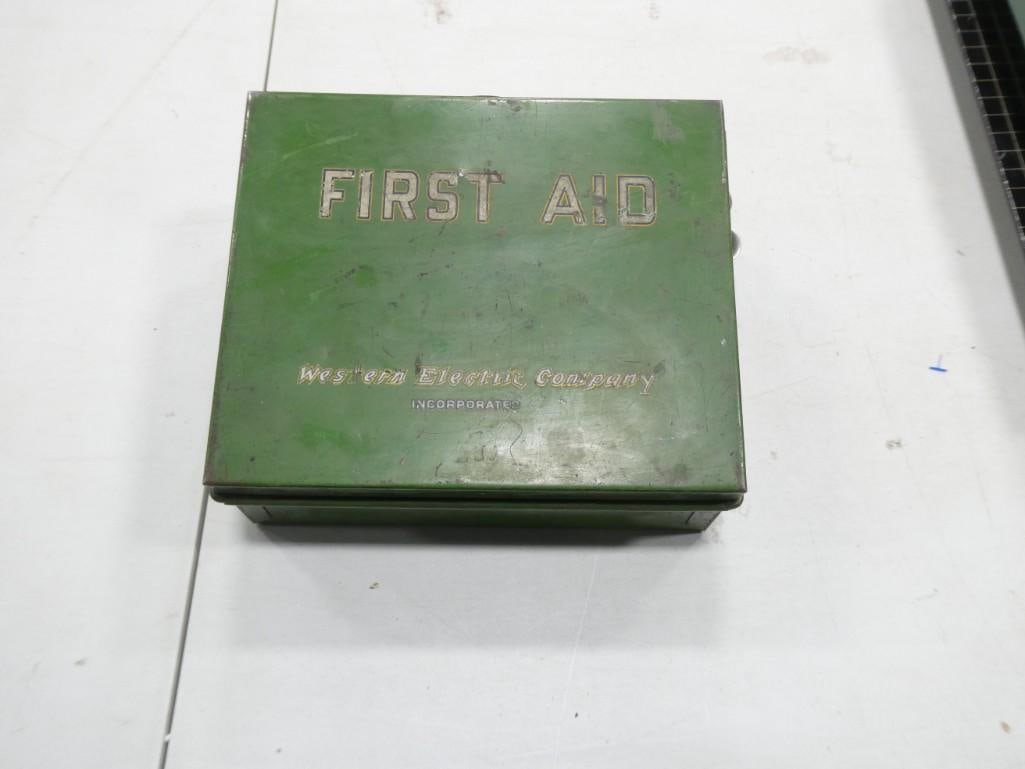 FIRST AID
Western Electric Company
INCORPORATED